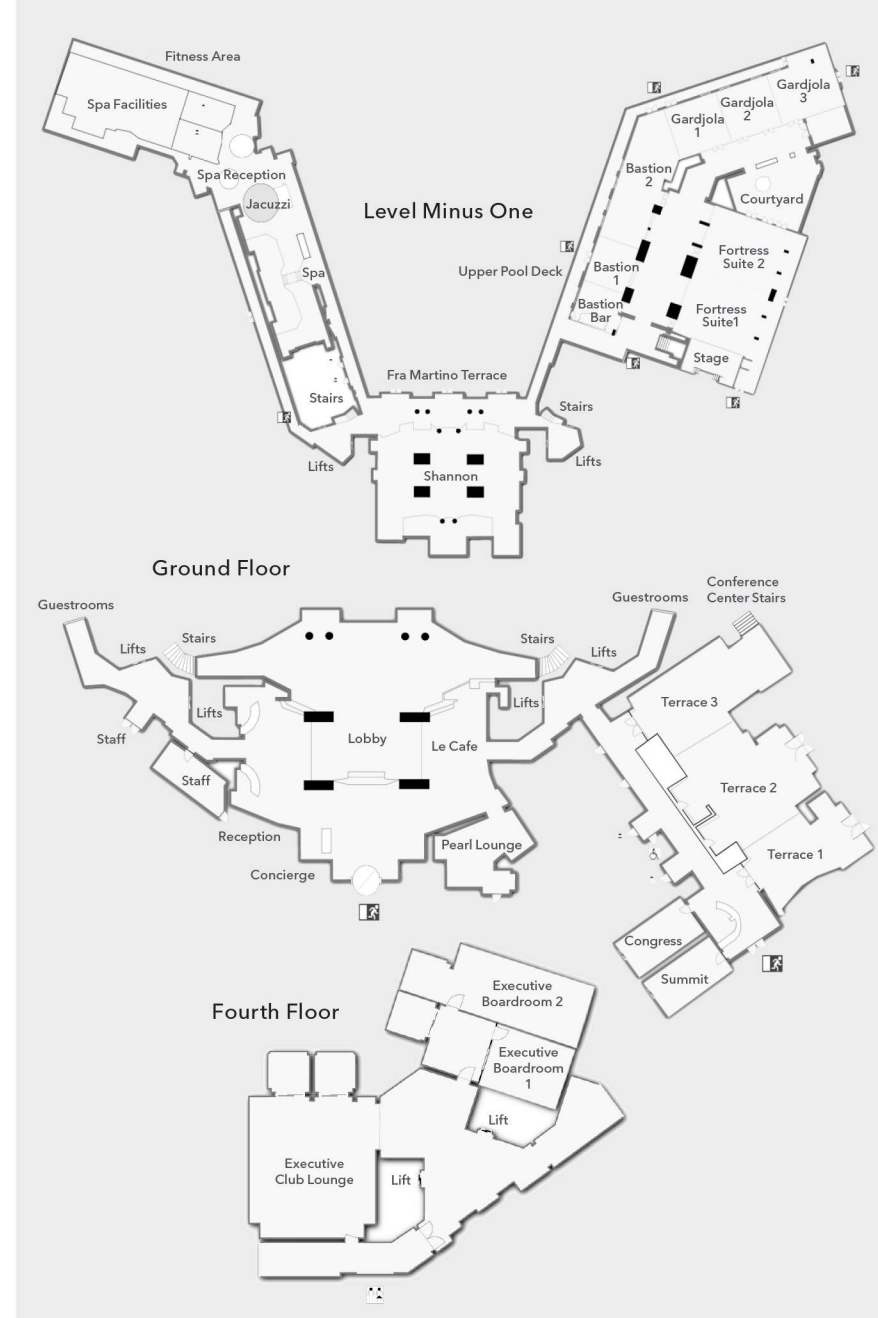 Fitness Area
Spa Facilities
Spa Reception
Jacuzzi
Spa
Stairs
Lifts
Level Minus One
Upper Pool Deck
Fra Martino Terrace
Shannon
Stairs
Lifts
Gardjola
3
Gardjola
2
Gardjola
1
Bastion
2
Courtyard
Fortress
Suite 2
Bastion
1
Bastion
Bar
Fortress
Suite1
Stage
Ground Floor
Guestrooms
Lifts
Stairs
Lifts
Staff
Staff
Reception
Concierge
Lobby
Le Cafe
Pearl Lounge
Stairs
Lifts
Lifts
Guestrooms
Conference
Center Stairs
Terrace 3
Terrace 2
Terrace 1
Congress
Summit
Fourth Floor
Executive
Boardroom 2
Executive
Boardroom
1
Lift
Executive
Club Lounge
Lift